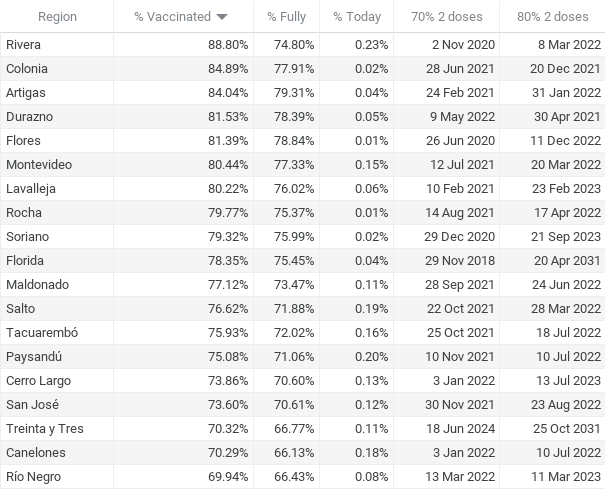 Region % Vaccinated % Fully % Today 70% 2 doses 80% 2 doses
Rivera 88.80% 74.80% 0.23% 2 Nov 2020 8 Mar 2022
Colonia 84.89% 77.91% 0.02% 28 Jun 2021 20 Dec 2021
Artigas 84.04% 79.31% 0.04% 24 Feb 2021 31 Jan 2022
Durazno 81.53% 78.39% 0.05% 9 May 2022 30 Apr 2021
Flores 81.39% 78.84% 0.01% 26 Jun 2020 11 Dec 2022
Montevideo 80.44% 77.33% 0.15% 12 Jul 2021 20 Mar 2022
Lavalleja 80.22% 76.02% 0.06% 10 Feb 2021 23 Feb 2023
Rocha 79.77% 75.37% 0.01% 14 Aug 2021 17 Apr 2022
Soriano 79.32% 75.99% 0.02% 29 Dec 2020 21 Sep 2023
Florida 78.35% 75.45% 0.04% 29 Nov 2018 20 Apr 2031
Maldonado 77.12% 73.47% 0.11% 28 Sep 2021 24 Jun 2022
Salto 76.62% 71.88% 0.19% 22 Oct 2021 28 Mar 2022
Tacuarembó 75.93% 72.02% 0.16% 25 Oct 2021 18 Jul 2022
Paysandú 75.08% 71.06% 0.20% 10 Nov 2021 10 Jul 2022
Cerro Largo 73.86% 70.60% 0.13% 3 Jan 2022 13 Jul 2023
San José 73.60% 70.61% 0.12% 30 Nov 2021 23 Aug 2022
Treinta y Tres 70.32% 66.77% 0.11% 18 Jun 2024 25 Oct 2031
Canelones 70.29% 66.13% 0.18% 3 Jan 2022 10 Jul 2022
Río Negro 69.94% 66.43% 0.08% 13 Mar 2022 11 Mar 2023